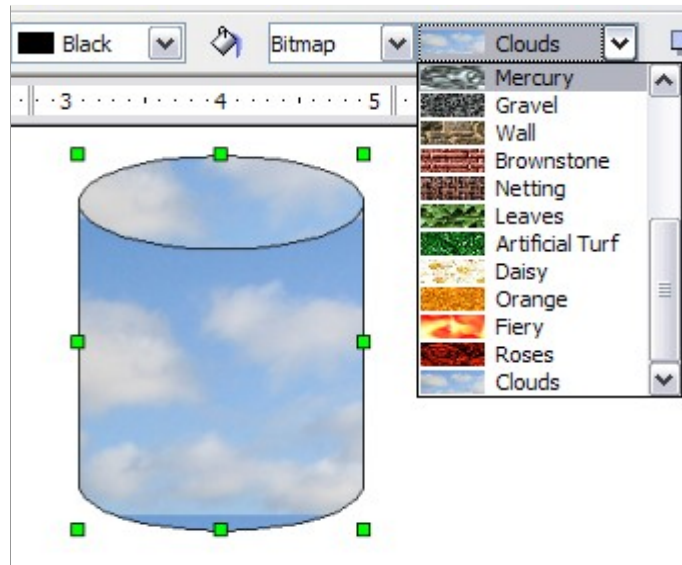 Black Bitmap Clouds
3 4 5
Mercury
Gravel
Wall
Brownstone
Netting
Leaves
Artificial Turf
Daisy
Orange
Fiery
Roses
Clouds